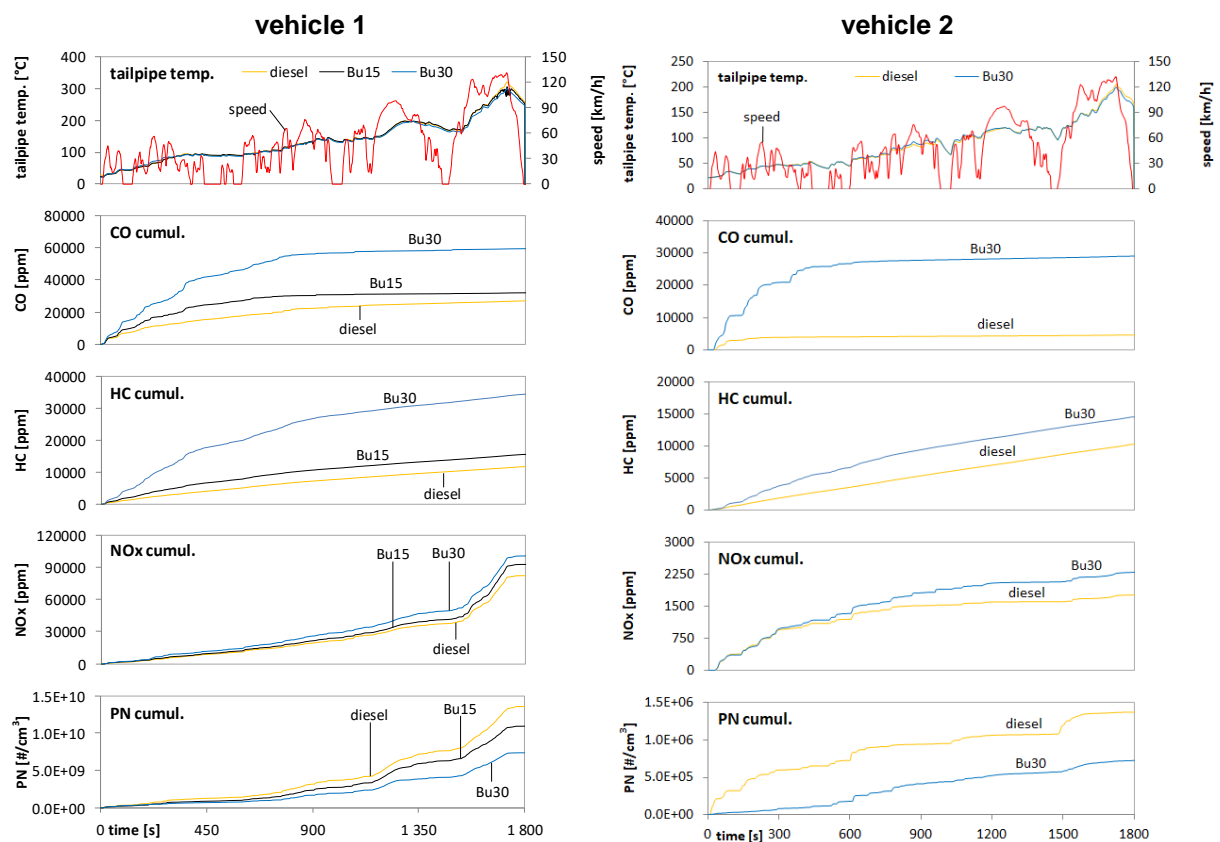 vehicle 1
tailpipe temp. [°C]
400
300
200
100
0
tailpipe temp. diesel Bu15 Bu30
speed
150
120
90
60
30
0
speed [km/h]
CO [ppm]
80000
60000
40000
20000
0
CO cumul.
Bu30
Bu15
diesel
HC [ppm]
40000
30000
20000
10000
0
HC cumul.
Bu30
Bu15
diesel
NOx [ppm]
120000
90000
60000
30000
0
NOx cumul.
Bu15 Bu30
diesel
PN [#/cm³]
1.5E+10
1.0E+10
5.0E+09
0.0E+00
PN cumul.
diesel Bu15
Bu30
0 time [s] 450 900 1 350 1 800
vehicle 2
tailpipe temp. [°C]
250
200
150
100
50
0
tailpipe temp. diesel Bu30
speed
150
120
90
60
30
0
speed [km/h]
CO [ppm]
40000
30000
20000
10000
0
CO cumul.
Bu30
diesel
HC [ppm]
20000
15000
10000
5000
0
HC cumul.
Bu30
diesel
NOx [ppm]
3000
2250
1500
750
0
NOx cumul.
Bu30
diesel
PN [#/cm³]
1.5E+06
1.0E+06
5.0E+05
0.0E+00
PN cumul.
diesel
Bu30
0 time [s] 300 600 900 1200 1500 1800